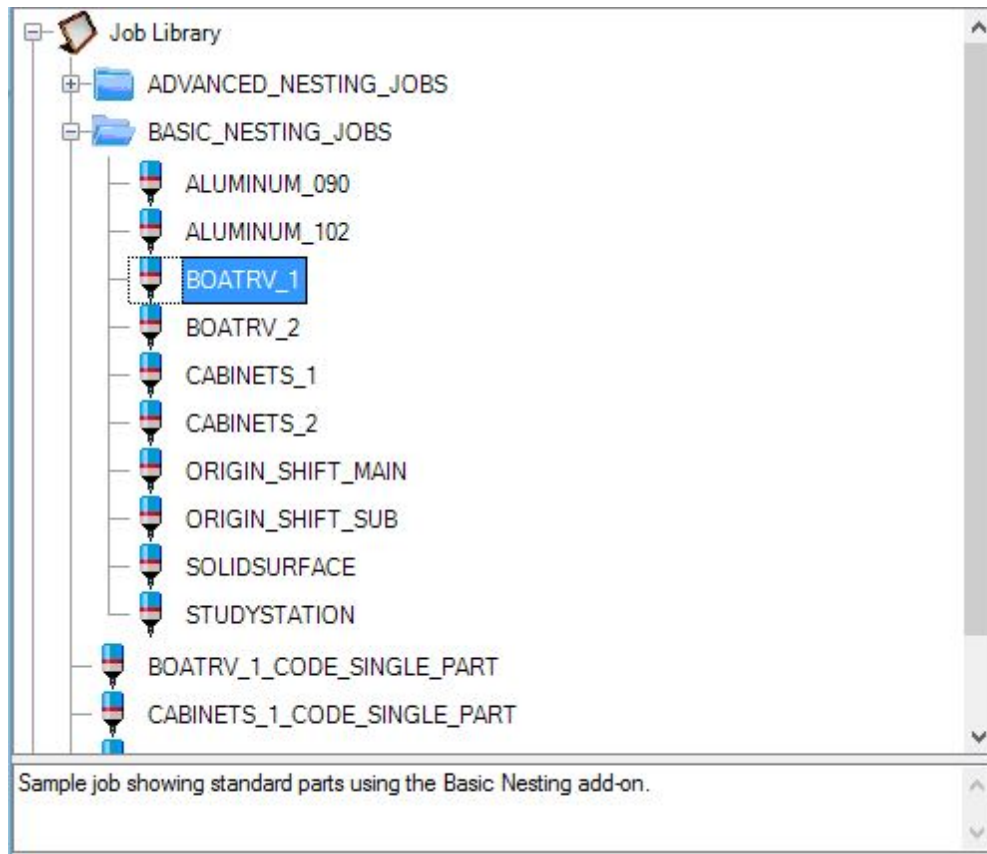 Job Library
ADVANCED_NESTING_JOBS
BASIC_NESTING_JOBS
ALUMINUM_090
ALUMINUM_102
BOATRV_1
BOATRV_2
CABINETS_1
CABINETS_2
ORIGIN_SHIFT_MAIN
ORIGIN_SHIFT_SUB
SOLIDSURFACE
STUDYSTATION
BOATRV_1_CODE_SINGLE_PART
CABINETS_1_CODE_SINGLE_PART
Sample job showing standard parts using the Basic Nesting add-on.